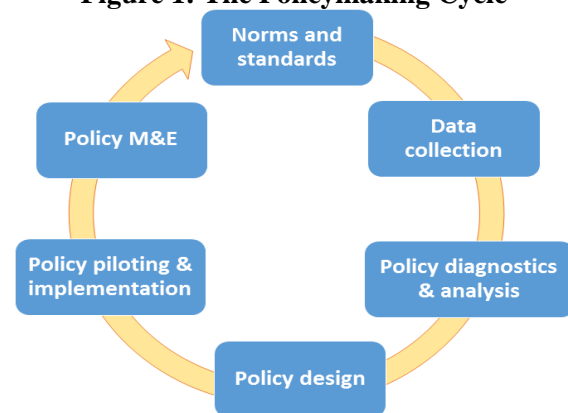 Figure 1: The Policymaking Cycle
Norms and
standards
Data
collection
Policy diagnostics
& analysis
Policy design
Policy piloting &
implementation
Policy M&E